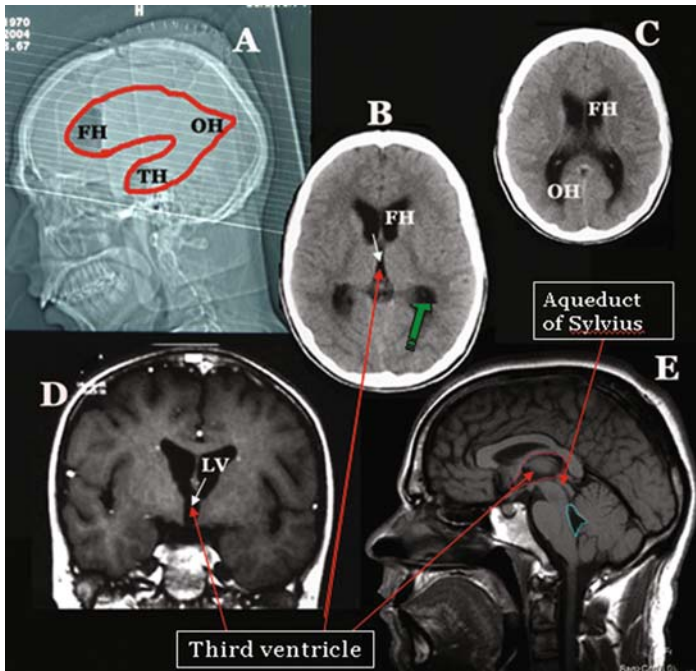 H
1970
2004
A
FH
OH
TH
B
FH
C
FH
OH
Aqueduct
of Sylvius
D
LV
E
Third ventricle